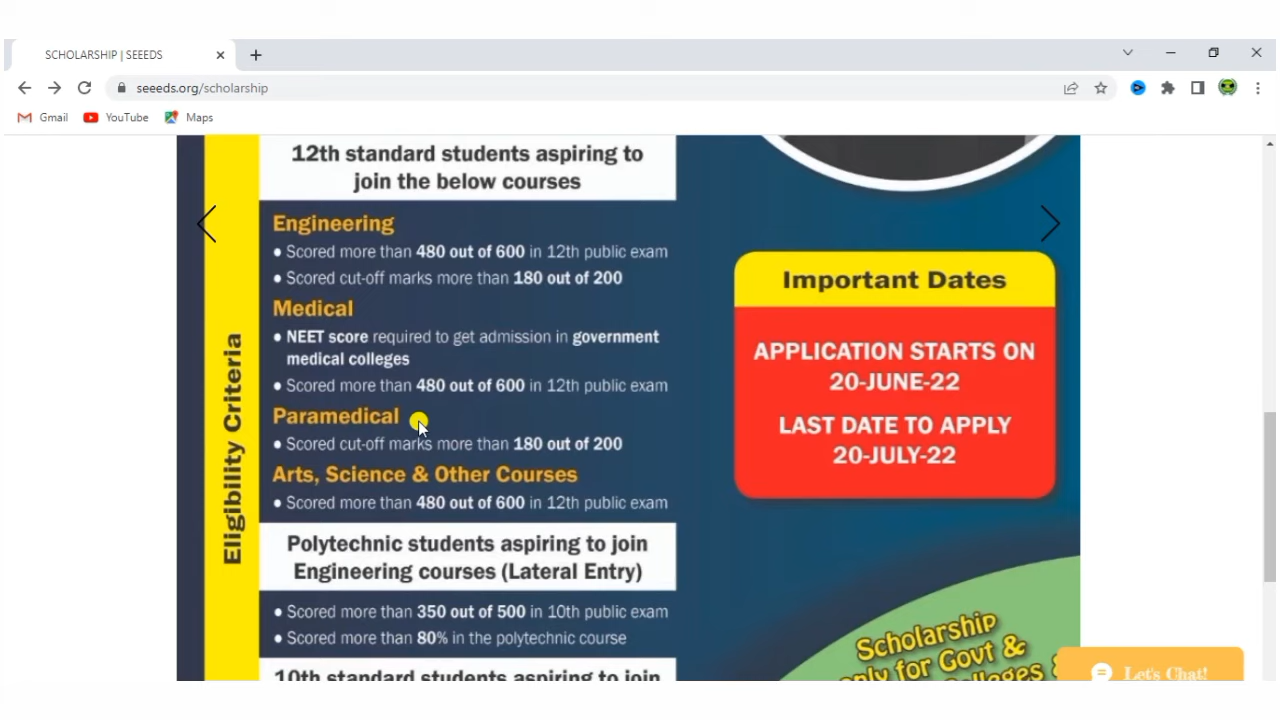 SCHOLARSHIP | SEEEDS
seeeds.org/scholarship
Gmail
YouTube
Maps
Eligibility Criteria
12th standard students aspiring to
join the below courses
Engineering
• Scored more than 480 out of 600 in 12th public exam
• Scored cut-off marks more than 180 out of 200
Medical
• NEET score required to get admission in government
medical colleges
• Scored more than 480 out of 600 in 12th public exam
Paramedical
• Scored cut-off marks more than 180 out of 200
Arts, Science & Other Courses
• Scored more than 480 out of 600 in 12th public exam
Polytechnic students aspiring to join
Engineering courses (Lateral Entry)
• Scored more than 350 out of 500 in 10th public exam
• Scored more than 80% in the polytechnic course
10th standard students aspiring to join
Important Dates
APPLICATION STARTS ON
20-JUNE-22
LAST DATE TO APPLY
20-JULY-22
Scholarship
only for Govt &
Colleges
Let's Chat!